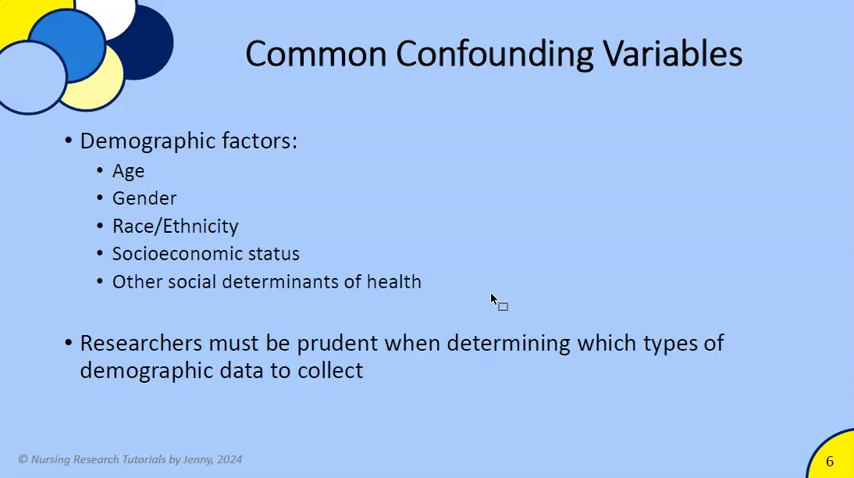 Common Confounding Variables
• Demographic factors:
• Age
• Gender
• Race/Ethnicity
• Socioeconomic status
• Other social determinants of health
• Researchers must be prudent when determining which types of
demographic data to collect
© Nursing Research Tutorials by Jenny, 2024
6